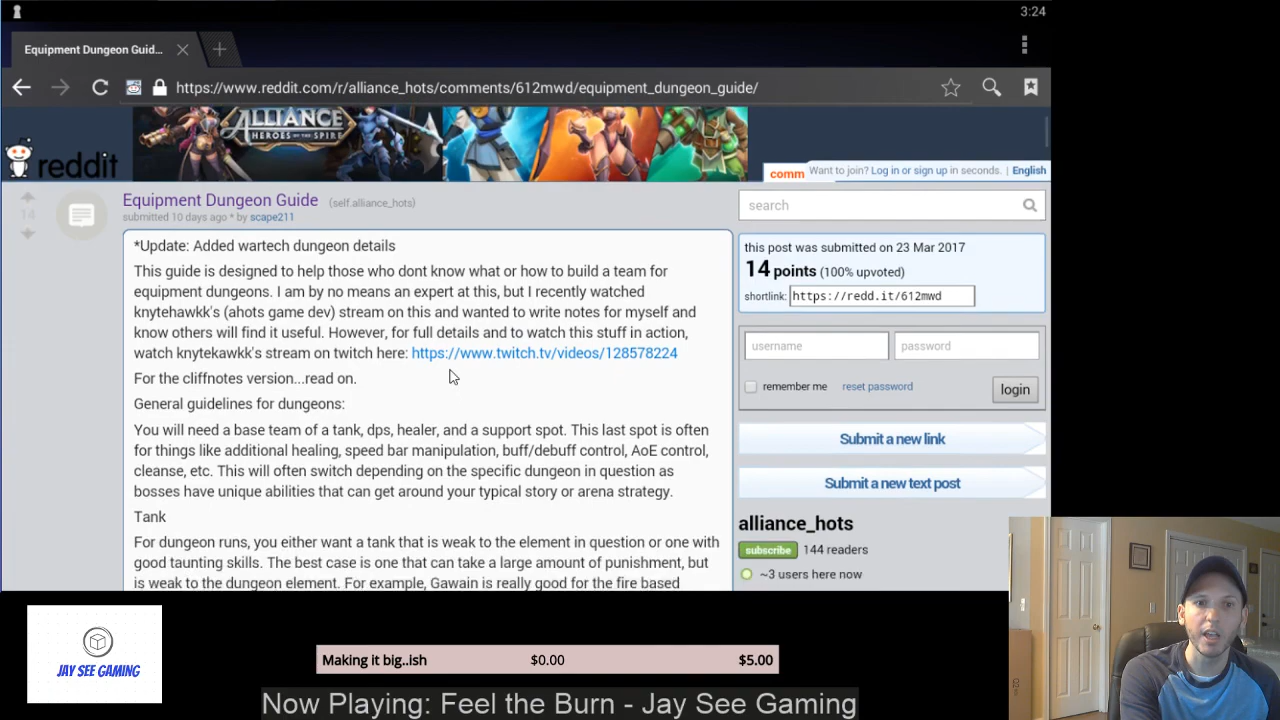 3:24
Equipment Dungeon Guid...
https://www.reddit.com/r/alliance_hots/comments/612mwd/equipment_dungeon_guide/
ALLIANCE
HEROES OF THE SPIRE
reddit
comm
Want to join? Log in or sign up in seconds. | English
14
Equipment Dungeon Guide (self.alliance_hots)
submitted 10 days ago * by scape211
*Update: Added wartech dungeon details
This guide is designed to help those who dont know what or how to build a team for
equipment dungeons. I am by no means an expert at this, but I recently watched
knytehawkk's (ahots game dev) stream on this and wanted to write notes for myself and
know others will find it useful. However, for full details and to watch this stuff in action,
watch knytekawkk's stream on twitch here: https://www.twitch.tv/videos/128578224
For the cliffnotes version...read on.
General guidelines for dungeons:
You will need a base team of a tank, dps, healer, and a support spot. This last spot is often
for things like additional healing, speed bar manipulation, buff/debuff control, AoE control,
cleanse, etc. This will often switch depending on the specific dungeon in question as
bosses have unique abilities that can get around your typical story or arena strategy.
Tank
For dungeon runs, you either want a tank that is weak to the element in question or one with
good taunting skills. The best case is one that can take a large amount of punishment, but
is weak to the dungeon element. For example, Gawain is really good for the fire based
search
this post was submitted on 23 Mar 2017
14 points (100% upvoted)
shortlink: https://redd.it/612mwd
username
password
remember me
reset password
login
Submit a new link
Submit a new text post
alliance_hots
subscribe 144 readers
~3 users here now
JAY SEE GAMING
Making it big..ish $0.00 $5.00
Now Playing: Feel the Burn - Jay See Gaming